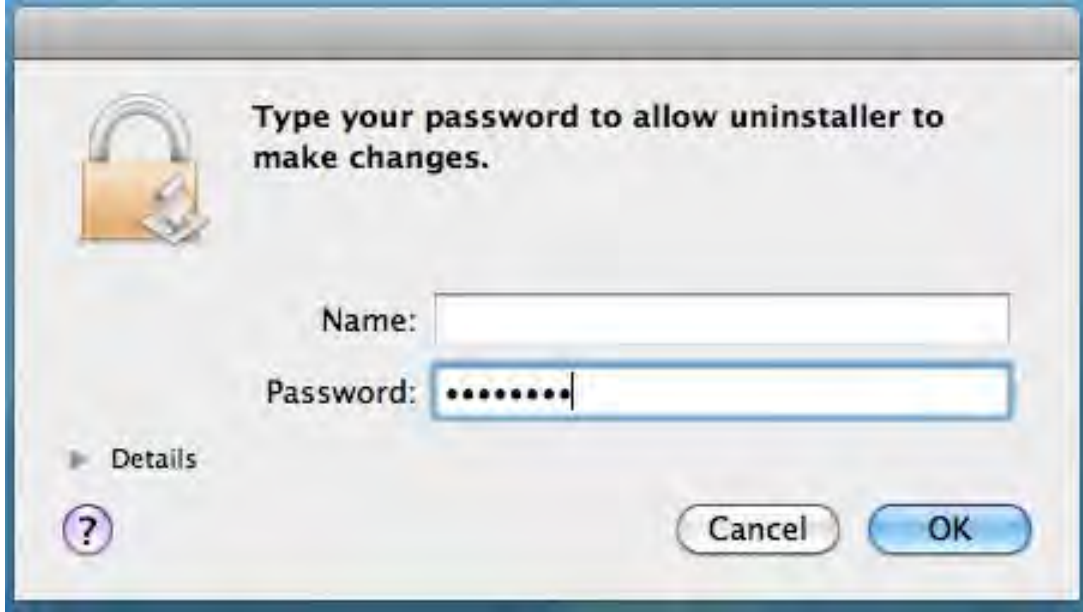 Type your password to allow uninstaller to
make changes.
Name:
Password: ••••••••
Details
?
Cancel
OK